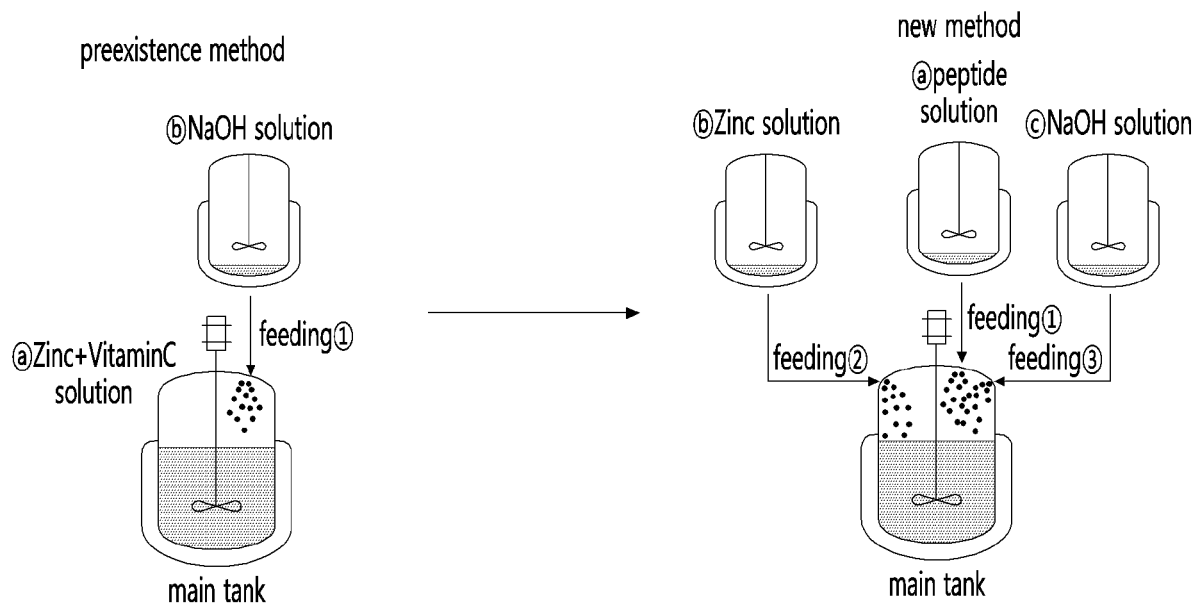 preexistence method
ⓑNaOH solution
feeding①
ⓐZinc+VitaminC
solution
main tank
new method
ⓐpeptide
solution
ⓑZinc solution
ⓒNaOH solution
feeding①
feeding②
feeding③
main tank